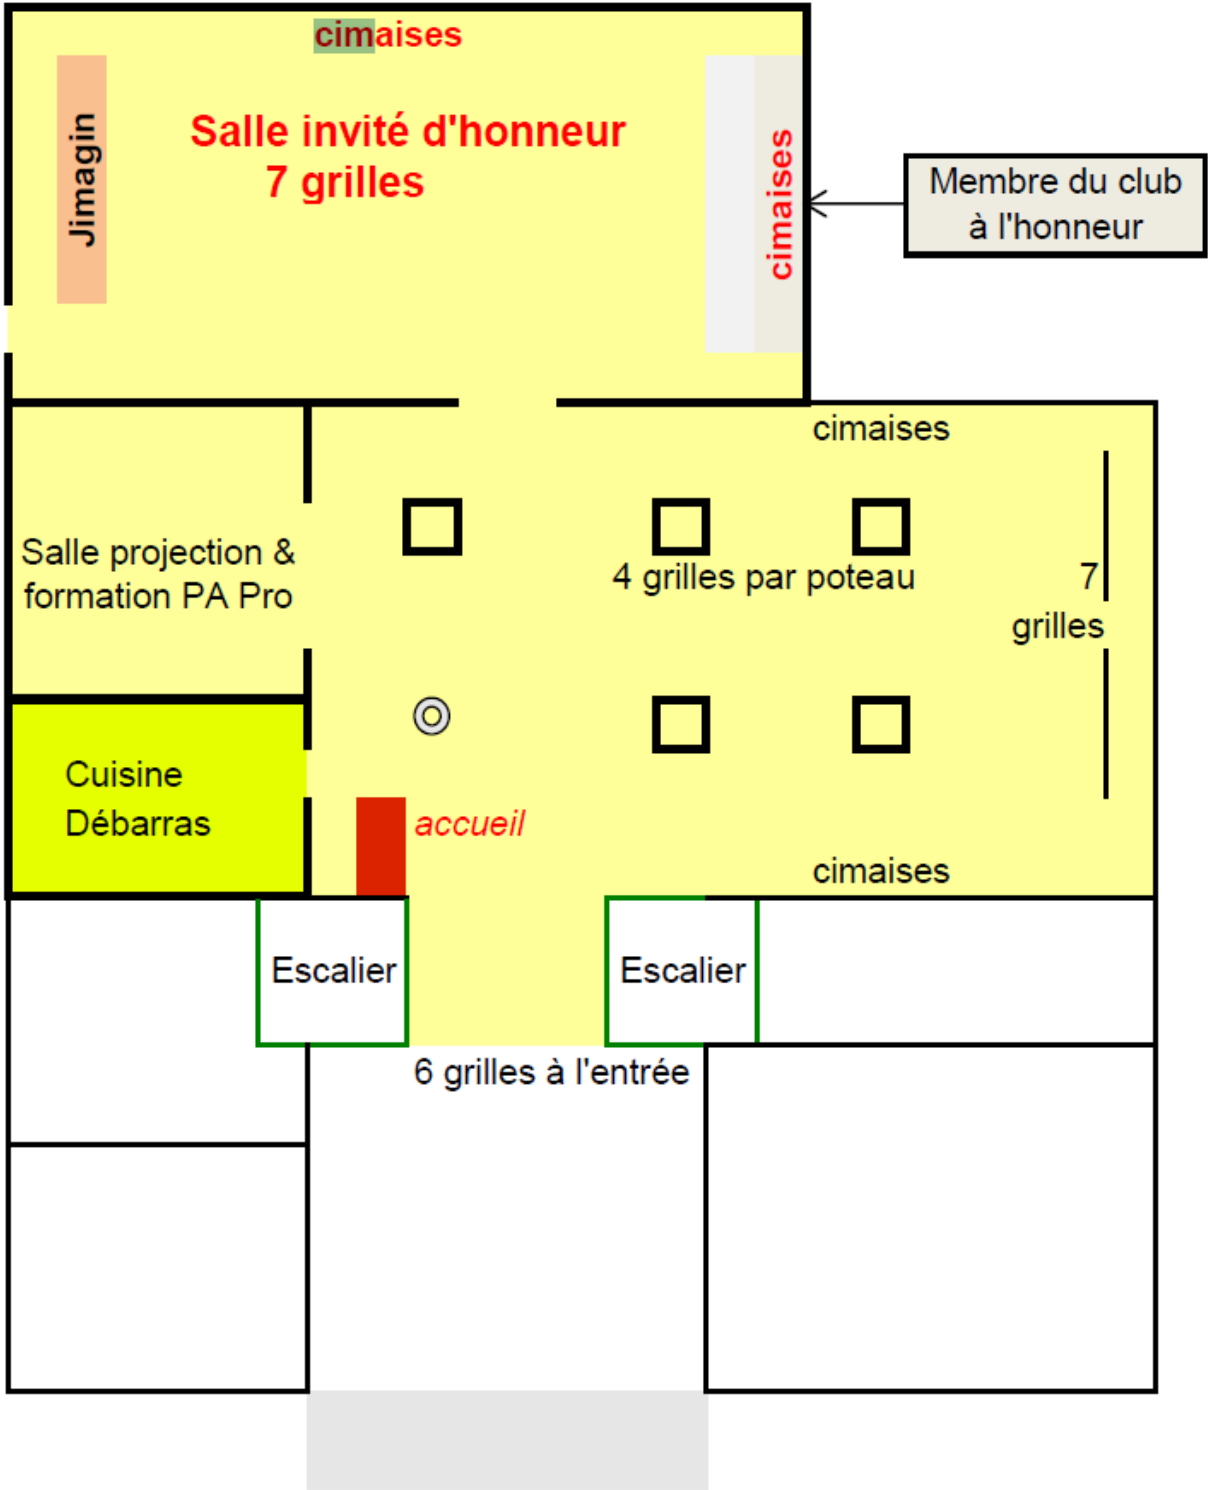 cimaises
Jimagin
Salle invité d'honneur
7 grilles
cimaises
Membre du club
à l'honneur
cimaises
Salle projection &
formation PA Pro
4 grilles par poteau
7
grilles
Cuisine
Débarras
accueil
cimaises
Escalier
Escalier
6 grilles à l'entrée